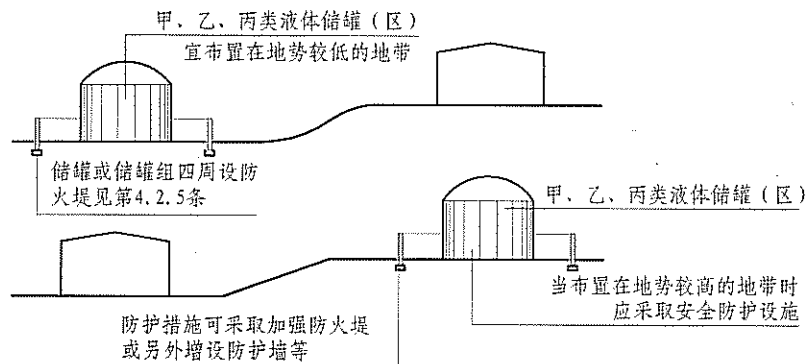 甲、乙、丙类液体储罐(区)
宜布置在地势较低的地带
储罐或储罐组四周设防
火堤见第4.2.5条
甲、乙、丙类液体储罐(区)
当布置在地势较高的地带时
应采取安全防护设施
防护措施可采取加强防火堤
或另外增设防护墙等